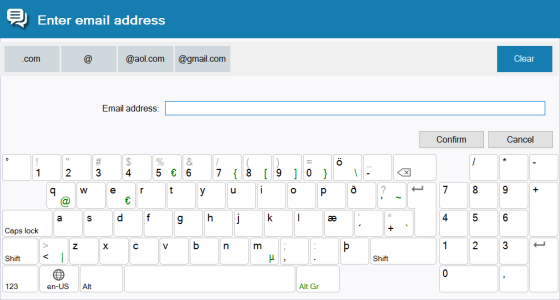 Enter email address
.com @ @aol.com @gmail.com Clear
Email address:
Confirm Cancel
° ! 1 " 2 # 3 $ 4 % 5 € & 6 / 7 { ( 8 [ ) 9 ] = 0 } ö \ _ - / * -
q @ w e € r t y u i o p ð ? ' ~ 7 8 9 +
Caps lock a s d f g h j k l æ ' ´ * + ` 4 5 6
Shift > < | z x c v b n m µ ; , : . þ Shift 1 2 3
123 en-US Alt Alt Gr 0 ,